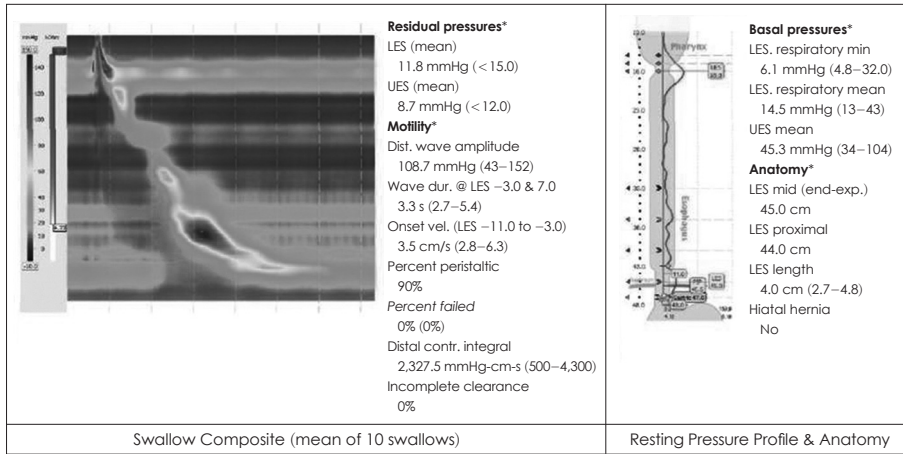 mmHg
Residual pressures*
LES (mean)
11.8 mmHg (<15.0)
UES (mean)
8.7 mmHg (<12.0)
Motility*
Dist. wave amplitude
108.7 mmHg (43–152)
Wave dur. @ LES −3.0 & 7.0
3.3 s (2.7–5.4)
Onset vel. (LES −11.0 to −3.0)
3.5 cm/s (2.8–6.3)
Percent peristaltic
90%
Percent failed
0% (0%)
Distal contr. integral
2,327.5 mmHg-cm-s (500–4,300)
Incomplete clearance
0%
Swallow Composite (mean of 10 swallows)
Pharynx
Esophagus
Basal pressures*
LES. respiratory min
6.1 mmHg (4.8–32.0)
LES. respiratory mean
14.5 mmHg (13–43)
UES mean
45.3 mmHg (34–104)
Anatomy*
LES mid (end-exp.)
45.0 cm
LES proximal
44.0 cm
LES length
4.0 cm (2.7–4.8)
Hiatal hernia
No
Resting Pressure Profile & Anatomy